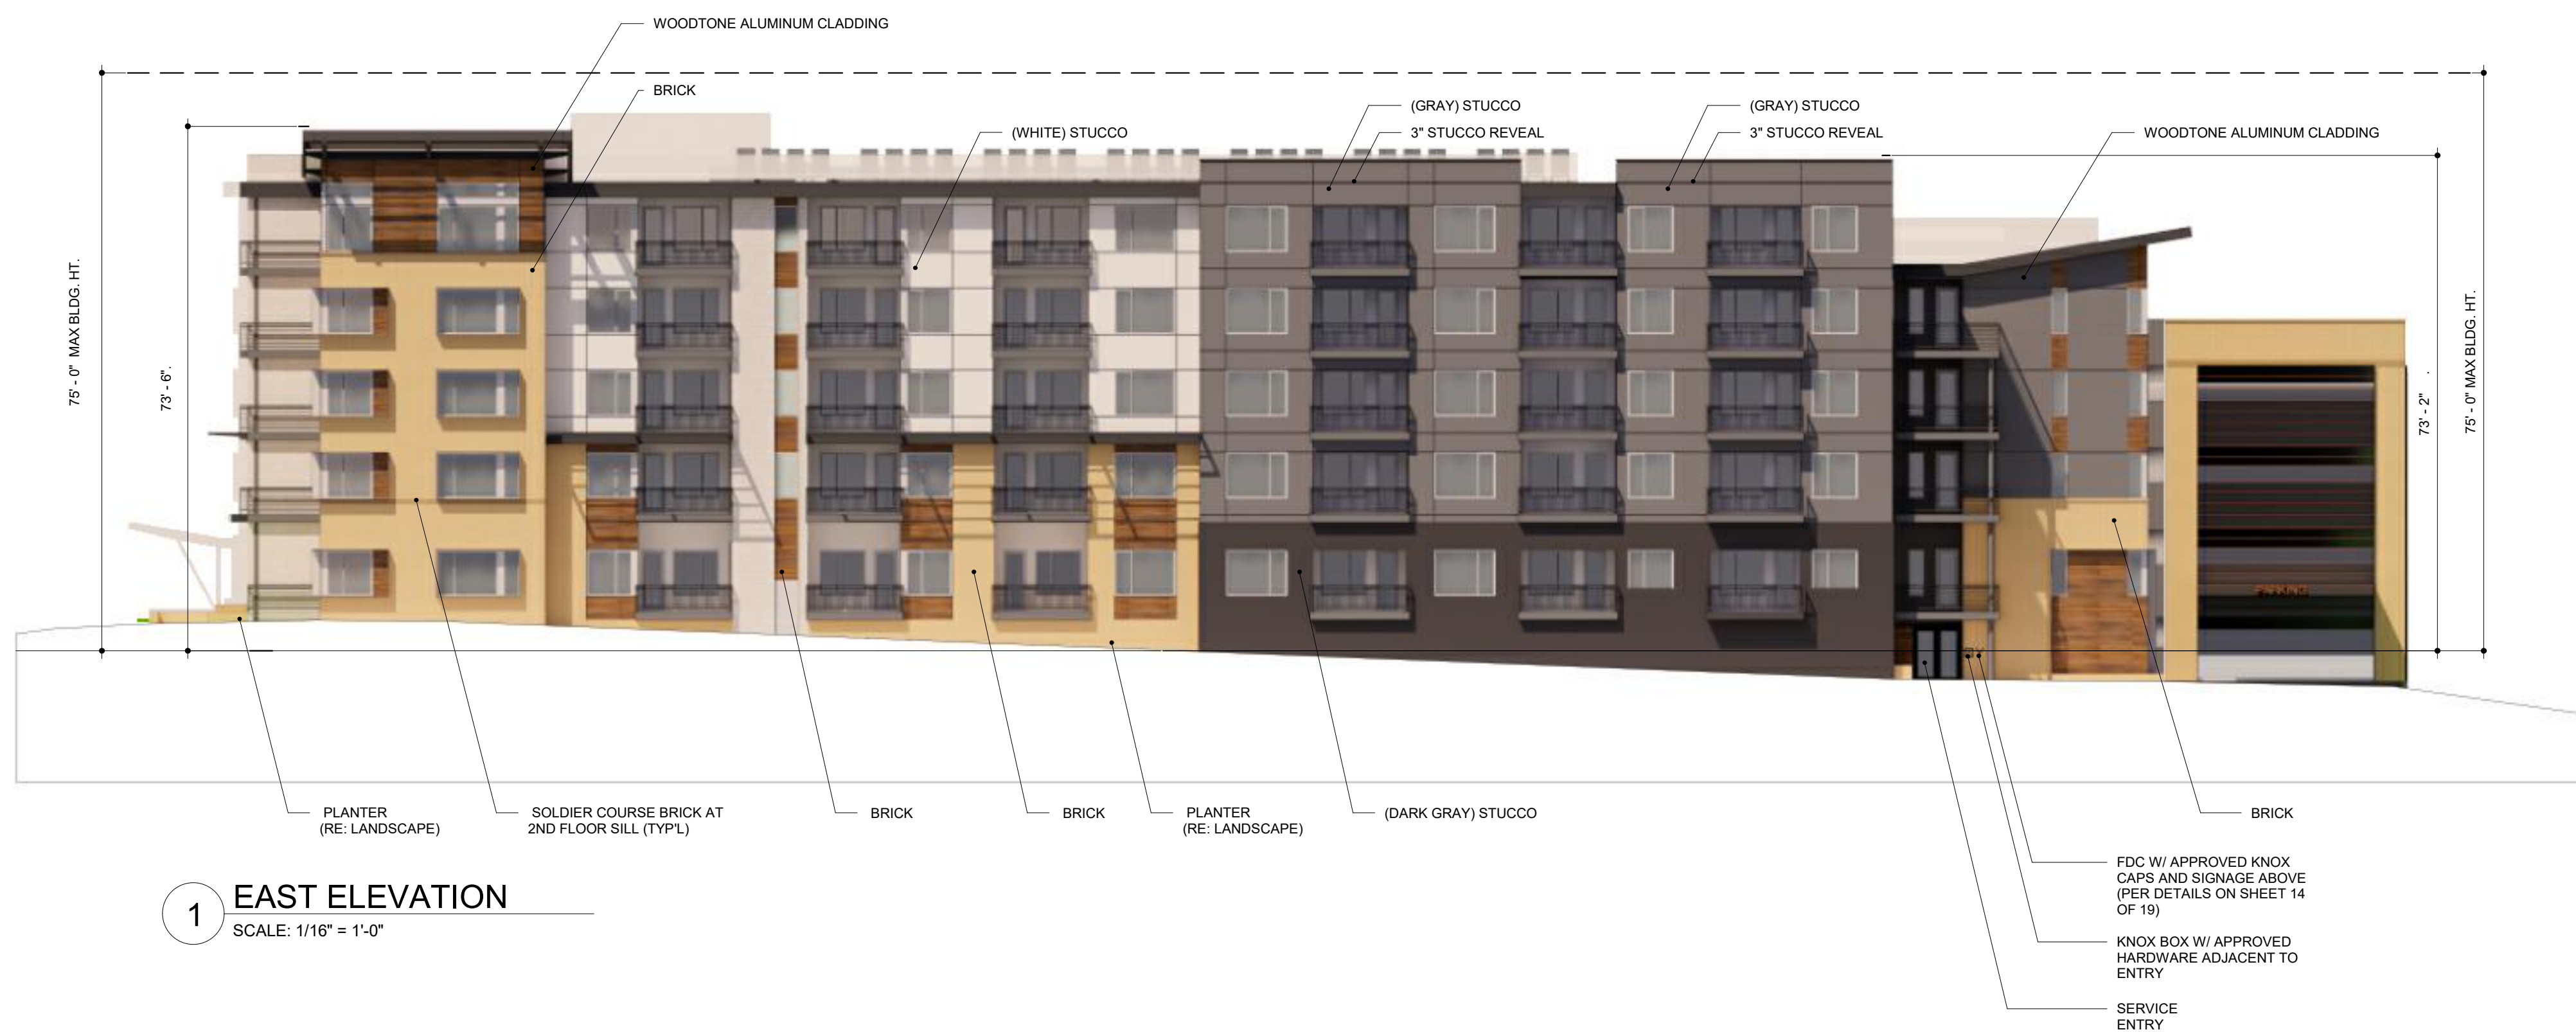 WOODTONE ALUMINUM CLADDING
BRICK
(WHITE) STUCCO
(GRAY) STUCCO
3" STUCCO REVEAL
(GRAY) STUCCO
3" STUCCO REVEAL
WOODTONE ALUMINUM CLADDING
75' - 0" MAX BLDG. HT.
73' - 6".
73' - 2" .
75' - 0" MAX BLDG. HT.
PARKING
PLANTER
(RE: LANDSCAPE)
SOLDIER COURSE BRICK AT
2ND FLOOR SILL (TYP'L)
BRICK
BRICK
PLANTER
(RE: LANDSCAPE)
(DARK GRAY) STUCCO
BRICK
FDC W/ APPROVED KNOX
CAPS AND SIGNAGE ABOVE
(PER DETAILS ON SHEET 14
OF 19)
KNOX BOX W/ APPROVED
HARDWARE ADJACENT TO
ENTRY
SERVICE
ENTRY
1
EAST ELEVATION
SCALE: 1/16" = 1'-0"